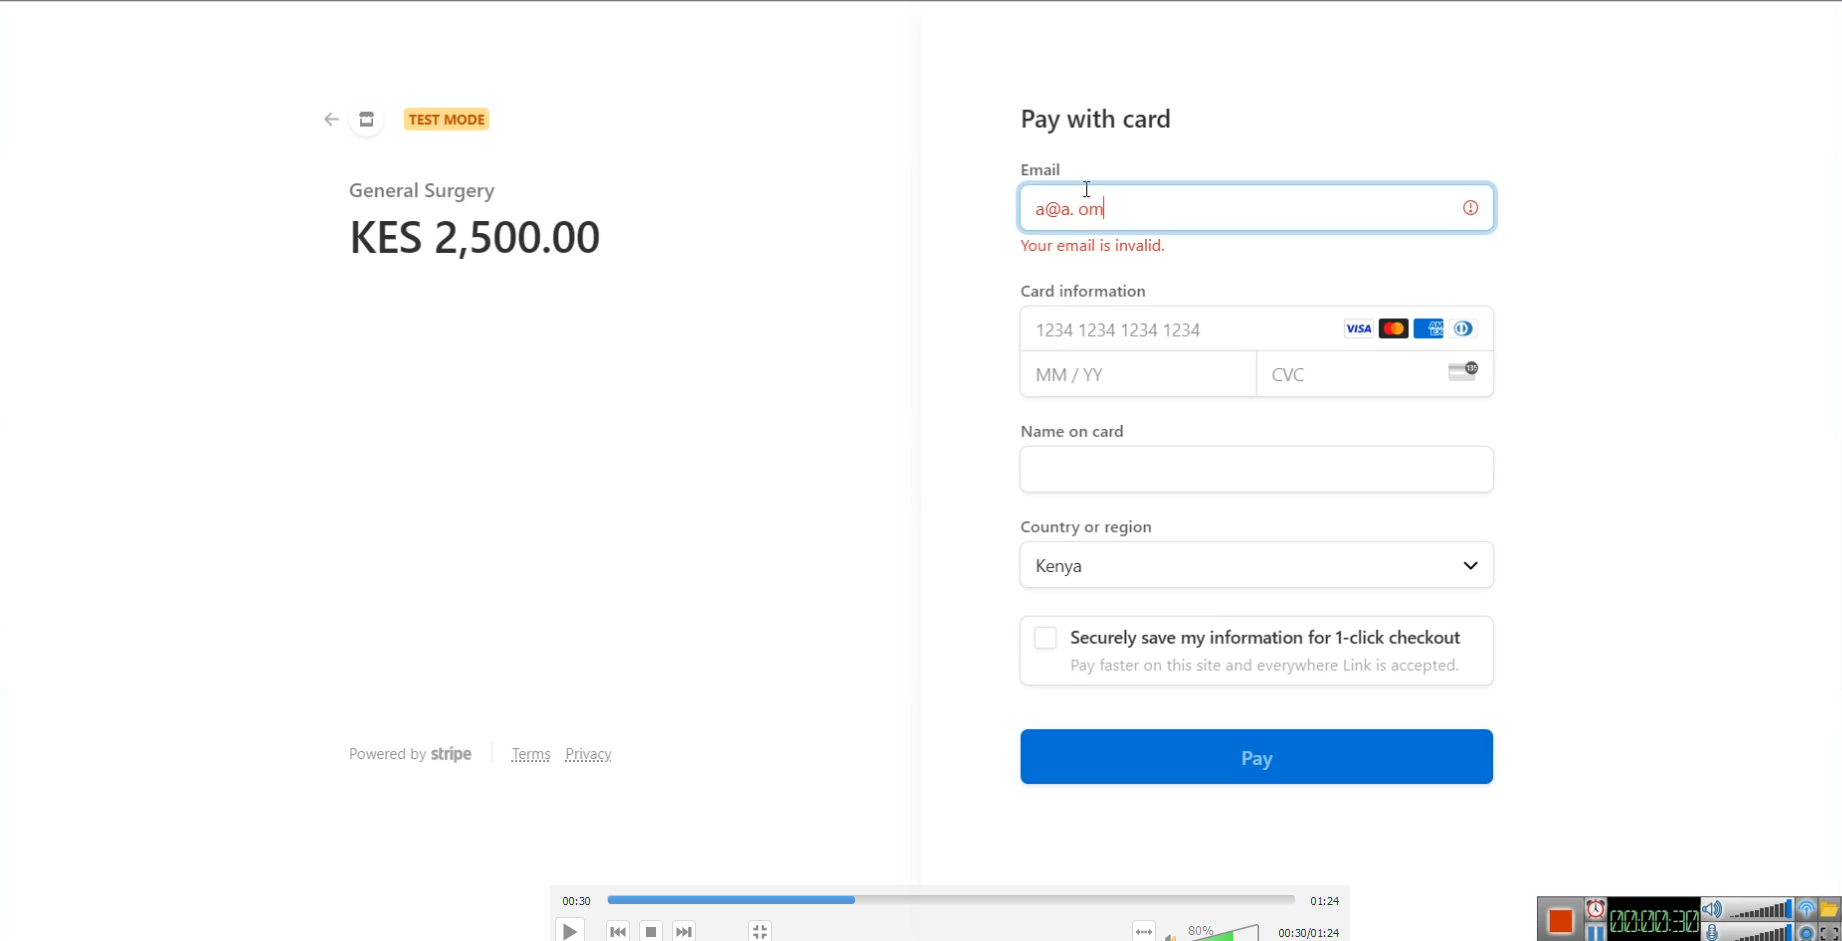 TEST MODE
General Surgery
KES 2,500.00
Powered by stripe
Terms Privacy
Pay with card
Email
a@a. om
Your email is invalid.
Card information
1234 1234 1234 1234
VISA
AM
EX
MM / YY
CVC
135
Name on card
Country or region
Kenya
Securely save my information for 1-click checkout
Pay faster on this site and everywhere Link is accepted.
Pay
00:30
01:24
80%
00:30/01:24
00:00:30